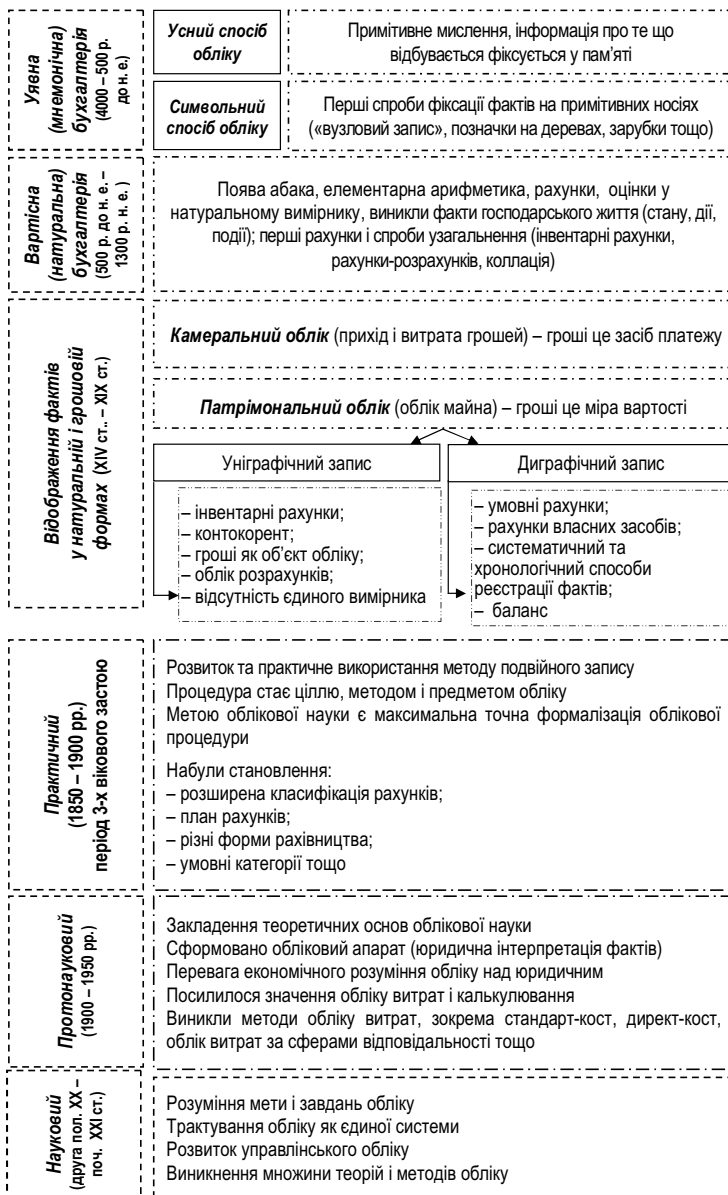 Уявна
(мнемонічна)
бухгалтерія
(4000 – 500 р.
до н. е.)
Усний спосіб
обліку
Примітивне мислення, інформація про те що
відбувається фіксується у пам’яті
Символьний
спосіб обліку
Перші спроби фіксації фактів на примітивних носіях
(«вузловий запис», позначки на деревах, зарубки тощо)
Вартісна
(натуральна)
бухгалтерія
(500 р. до н. е. –
1300 р. н. е. )
Поява абака, елементарна арифметика, рахунки, оцінки у
натуральному вимірнику, виникли факти господарського життя (стану, дії,
події); перші рахунки і спроби узагальнення (інвентарні рахунки,
рахунки-розрахунків, коллація)
Відображення фактів
у натуральній і грошовій
формах (XIV ст.. – XIX ст.)
Камеральний облік (прихід і витрата грошей) – гроші це засіб платежу
Патрімональний облік (облік майна) – гроші це міра вартості
Уніграфічний запис
– інвентарні рахунки;
– контокорент;
– гроші як об’єкт обліку;
– облік розрахунків;
– відсутність єдиного вимірника
Диграфічний запис
– умовні рахунки;
– рахунки власних засобів;
– систематичний та
хронологічний способи
реєстрації фактів;
– баланс
Практичний
(1850 – 1900 рр.)
період 3-х вікового застою
Розвиток та практичне використання методу подвійного запису
Процедура стає ціллю, методом і предметом обліку
Метою облікової науки є максимальна точна формалізація облікової
процедури
Набули становлення:
– розширена класифікація рахунків;
– план рахунків;
– різні форми рахівництва;
– умовні категорії тощо
Протонауковий
(1900 – 1950 рр.)
Закладення теоретичних основ облікової науки
Сформовано обліковий апарат (юридична інтерпретація фактів)
Перевага економічного розуміння обліку над юридичним
Посилилося значення обліку витрат і калькулювання
Виникли методи обліку витрат, зокрема стандарт-кост, директ-кост,
облік витрат за сферами відповідальності тощо
Науковий
(друга пол. XX –
поч. XXI ст.)
Розуміння мети і завдань обліку
Трактування обліку як єдиної системи
Розвиток управлінського обліку
Виникнення множини теорій і методів обліку